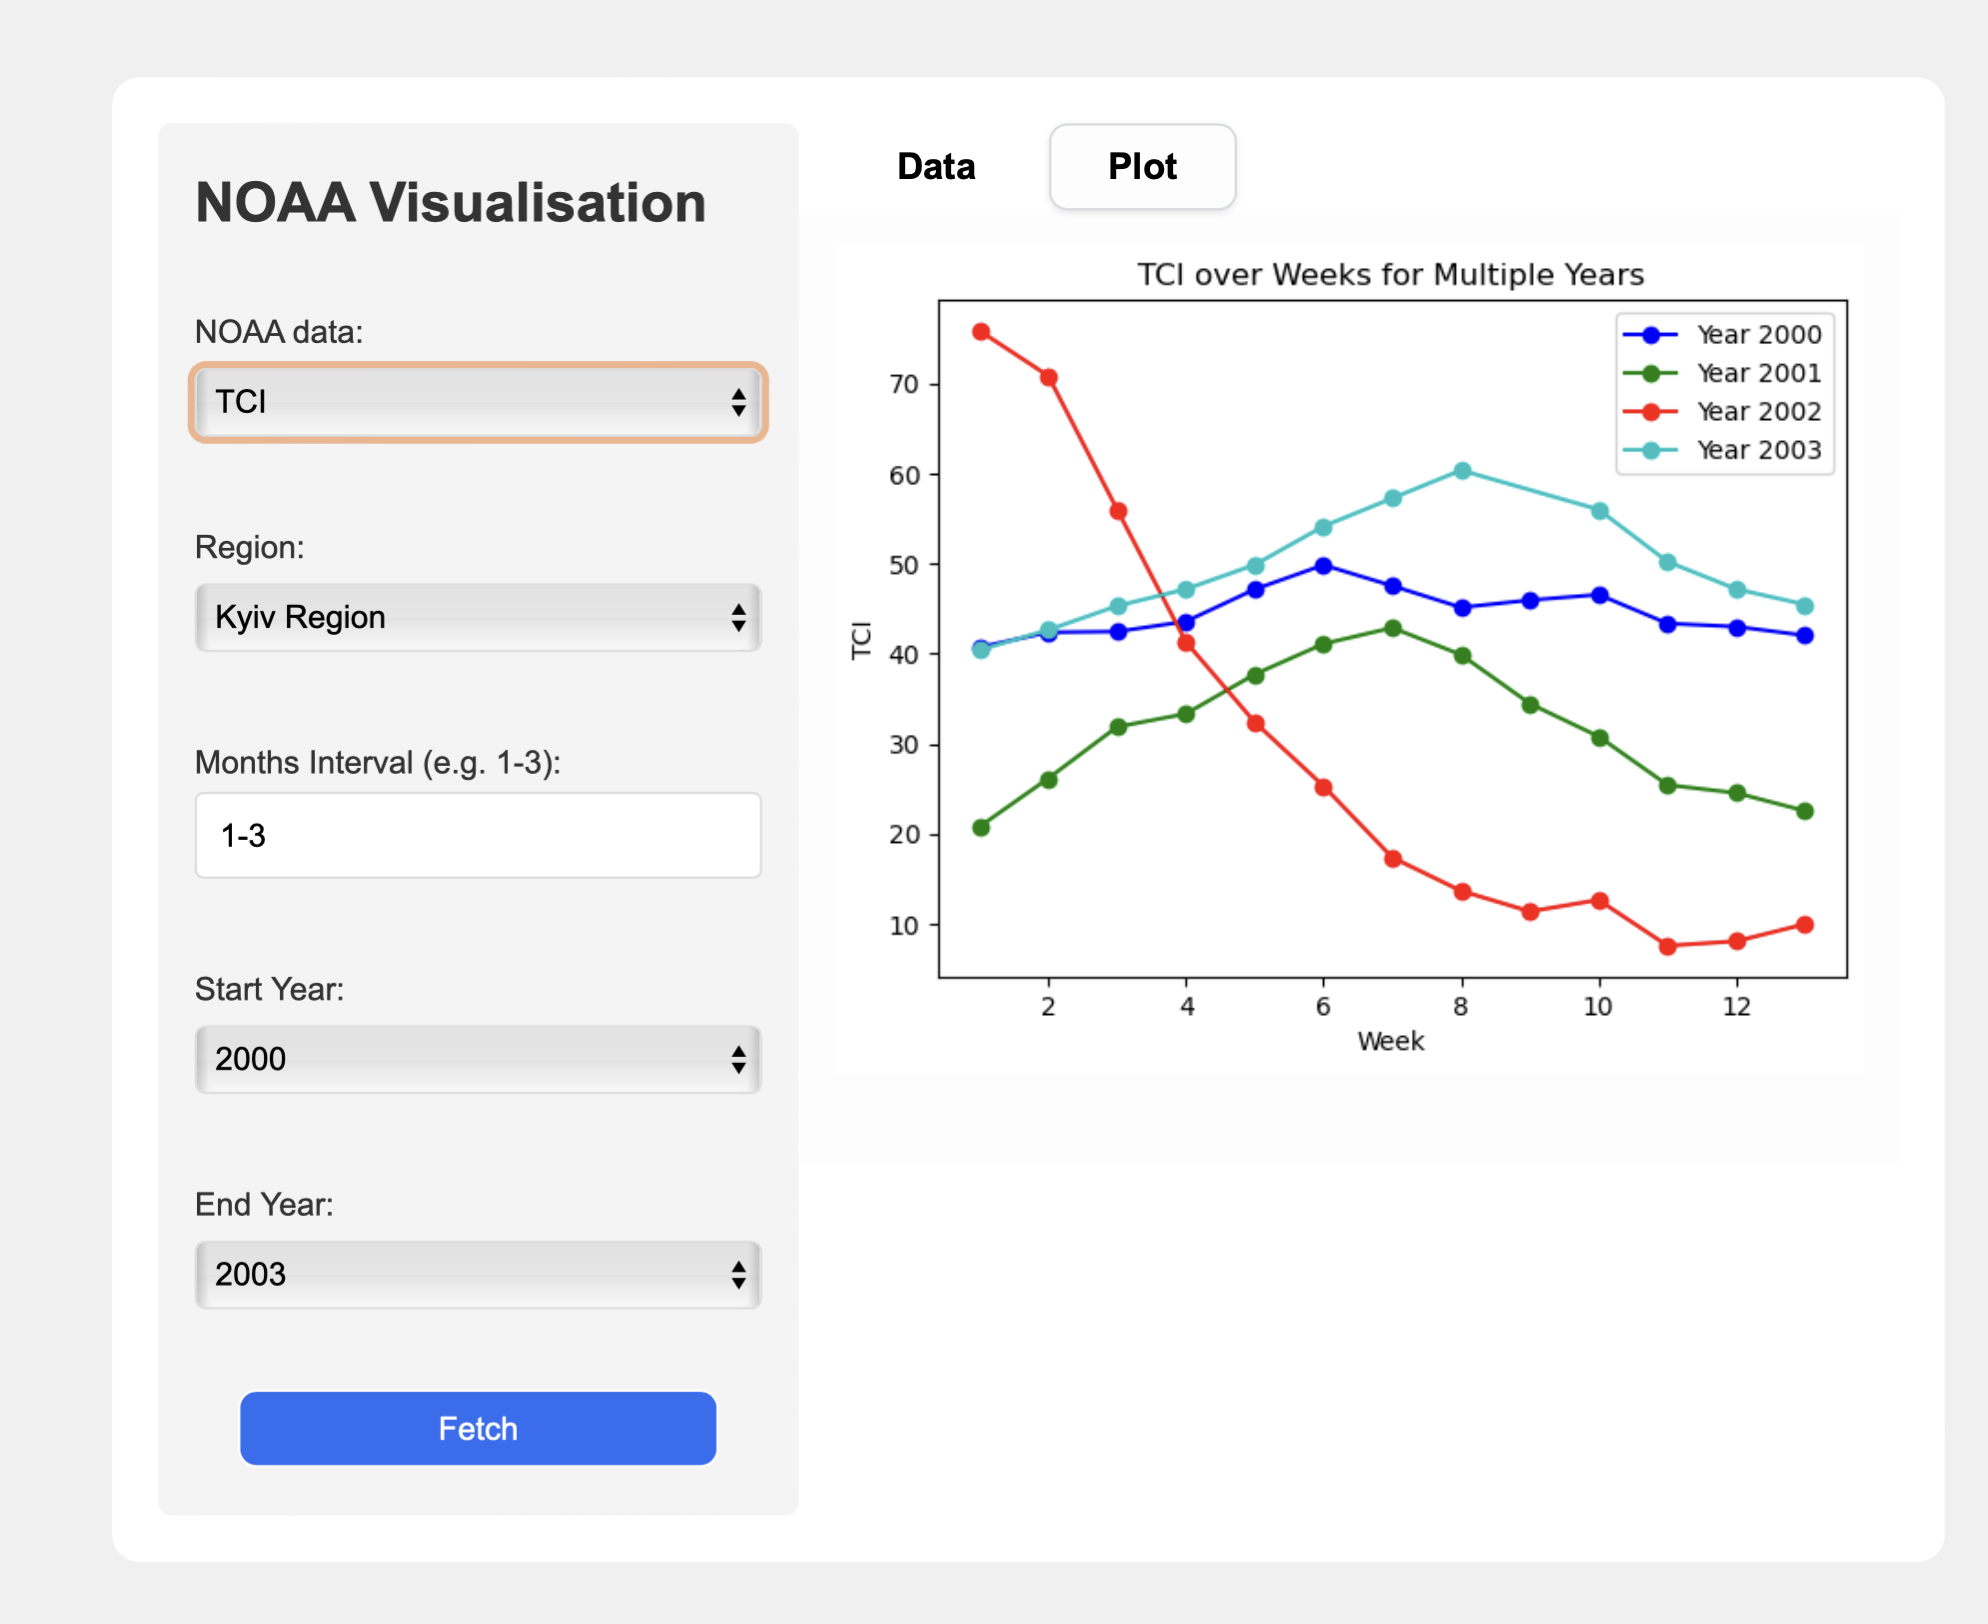 NOAA Visualisation
NOAA data:
TCI
Region:
Kyiv Region
Months Interval (e.g. 1-3):
1-3
Start Year:
2000
End Year:
2003
Fetch
Data
Plot
TCI over Weeks for Multiple Years
Year 2000
Year 2001
Year 2002
Year 2003
TCI
70
60
50
40
30
20
10
2 4 6 8 10 12
Week